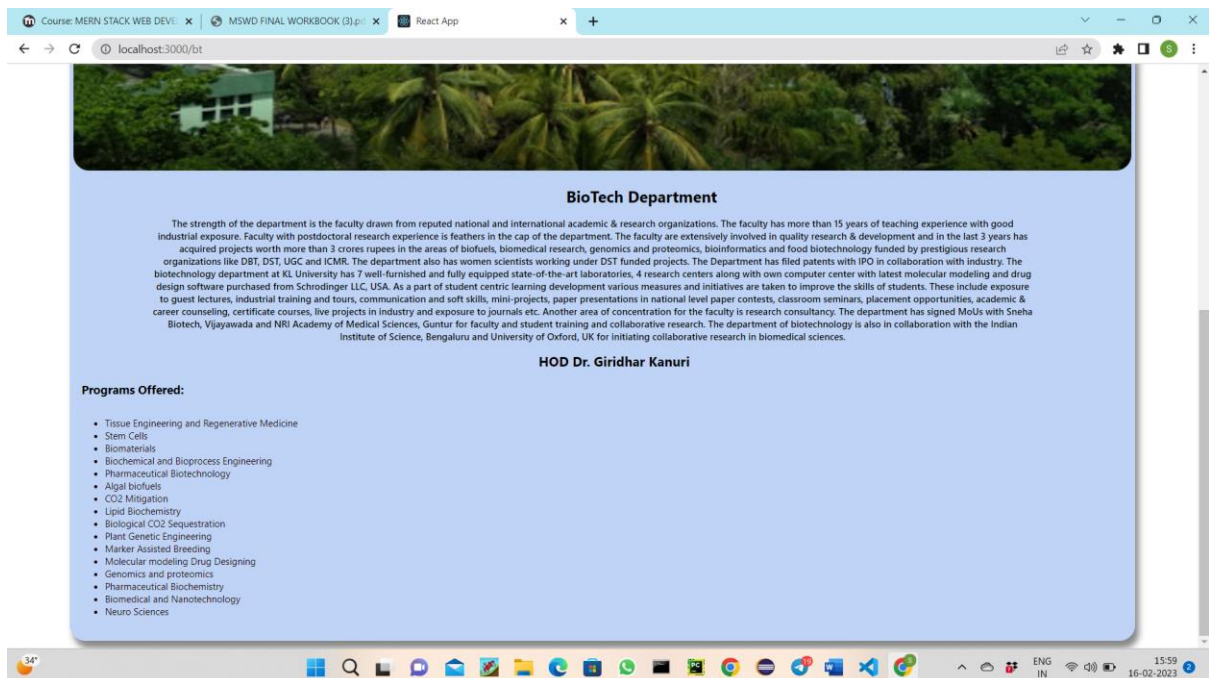 Course: MERN STACK WEB DEVE
MSWD FINAL WORKBOOK (3).p
React App
localhost:3000/bt
S
BioTech Department
The strength of the department is the faculty drawn from reputed national and international academic & research organizations. The faculty has more than 15 years of teaching experience with good
industrial exposure. Faculty with postdoctoral research experience is feathers in the cap of the department. The faculty are extensively involved in quality research & development and in the last 3 years has
acquired projects worth more than 3 crores rupees in the areas of biofuels, biomedical research, genomics and proteomics, bioinformatics and food biotechnology funded by prestigious research
organizations like DBT, DST, UGC and ICMR. The department also has women scientists working under DST funded projects. The Department has filed patents with IPO in collaboration with industry. The
biotechnology department at KL University has 7 well-furnished and fully equipped state-of-the-art laboratories, 4 research centers along with own computer center with latest molecular modeling and drug
design software purchased from Schrodinger LLC, USA. As a part of student centric learning development various measures and initiatives are taken to improve the skills of students. These include exposure
to guest lectures, industrial training and tours, communication and soft skills, mini-projects, paper presentations in national level paper contests, classroom seminars, placement opportunities, academic &
career counseling, certificate courses, live projects in industry and exposure to journals etc. Another area of concentration for the faculty is research consultancy. The department has signed MoUs with Sneha
Biotech, Vijayawada and NRI Academy of Medical Sciences, Guntur for faculty and student training and collaborative research. The department of biotechnology is also in collaboration with the Indian
Institute of Science, Bengaluru and University of Oxford, UK for initiating collaborative research in biomedical sciences.
HOD Dr. Giridhar Kanuri
Programs Offered:
• Tissue Engineering and Regenerative Medicine
• Stem Cells
• Biomaterials
• Biochemical and Bioprocess Engineering
• Pharmaceutical Biotechnology
• Algal biofuels
• CO2 Mitigation
• Lipid Biochemistry
• Biological CO2 Sequestration
• Plant Genetic Engineering
• Marker Assisted Breeding
• Molecular modeling Drug Designing
• Genomics and proteomics
• Pharmaceutical Biochemistry
• Biomedical and Nanotechnology
• Neuro Sciences
34°
ENG
IN
15:59
16-02-2023
2